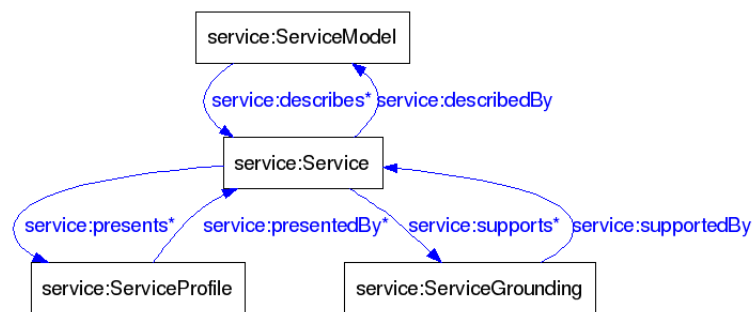 service:ServiceModel
service:describes* service:describedBy
service:Service
service:presents* service:presentedBy* service:supports* service:supportedBy
service:ServiceProfile service:ServiceGrounding